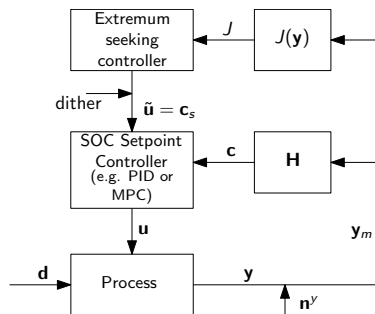 Extremum
seeking
controller
J
J(y)
dither
ũ = c_s
SOC Setpoint
Controller
(e.g. PID or
MPC)
c
H
u
y_m
d
Process
y
n^y